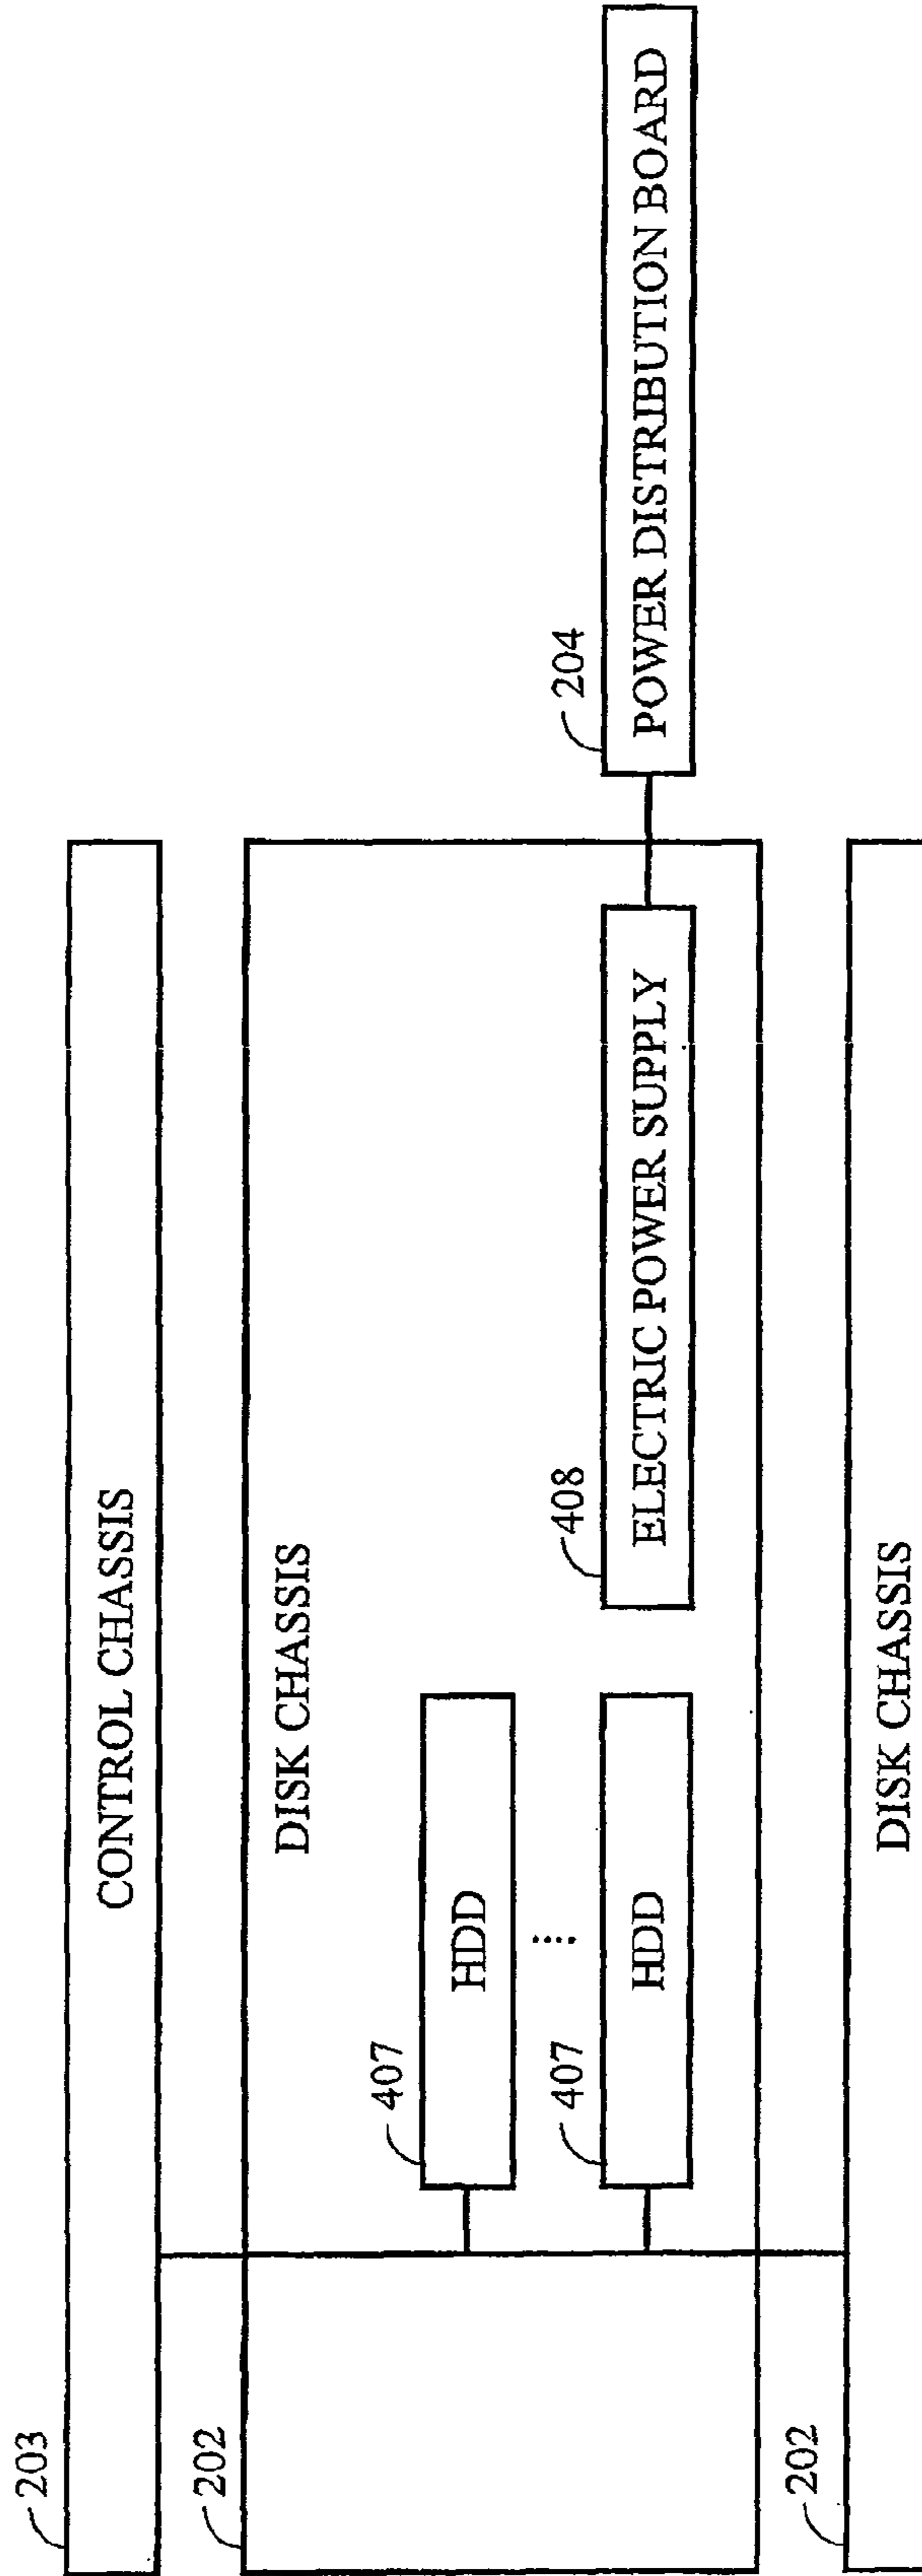 203
CONTROL CHASSIS
202
DISK CHASSIS
407
HDD
407
HDD
408
ELECTRIC POWER SUPPLY
204
POWER DISTRIBUTION BOARD
202
DISK CHASSIS